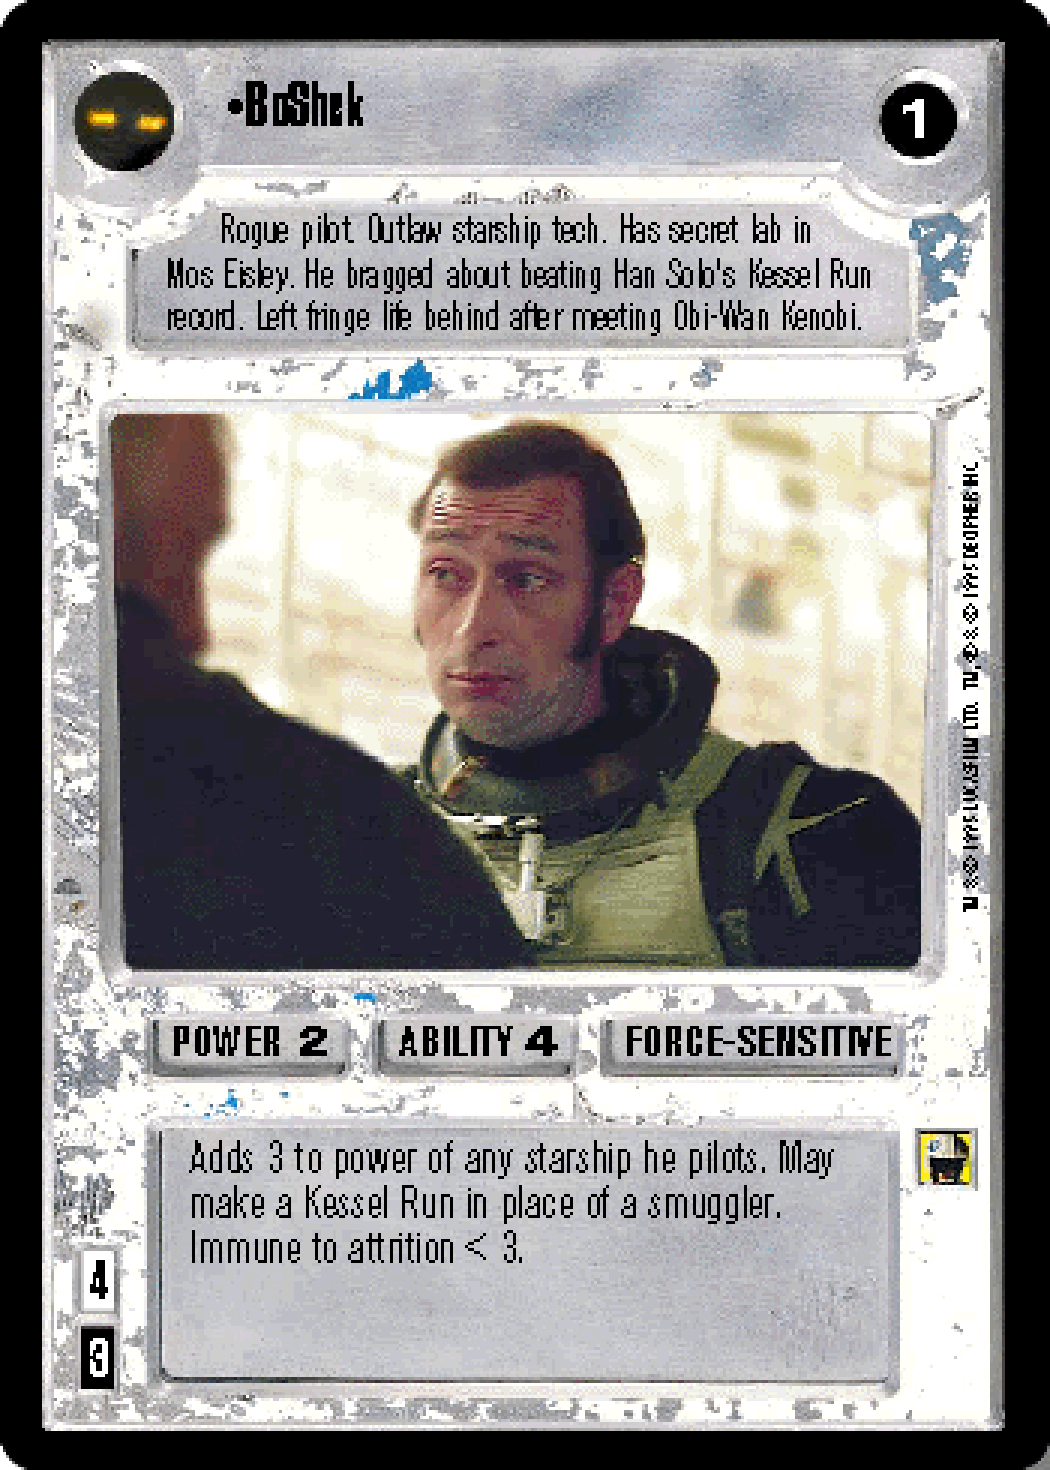 •BoShek
1
Rogue pilot. Outlaw starship tech. Has secret lab in
Mos Eisley. He bragged about beating Han Solo's Kessel Run
record. Left fringe life behind after meeting Obi-Wan Kenobi.
POWER 2
ABILITY 4
FORCE-SENSITIVE
Adds 3 to power of any starship he pilots. May
make a Kessel Run in place of a smuggler.
Immune to attrition < 3.
4
3